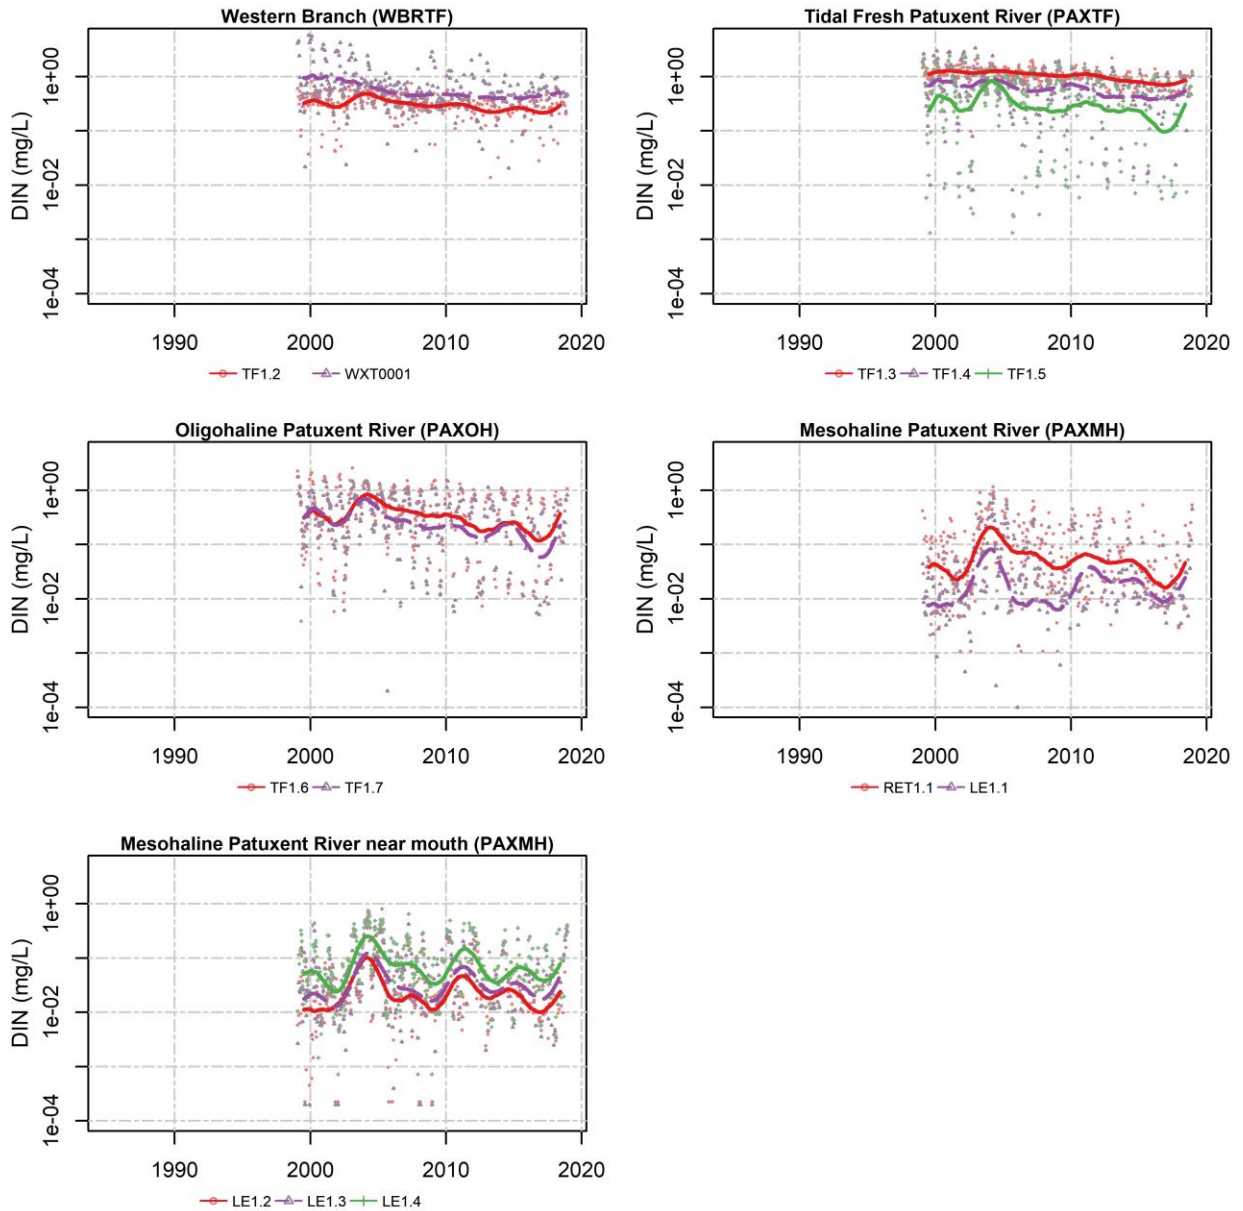 Western Branch (WBRTF)
DIN (mg/L)
1e+00
1e-02
1e-04
1990 2000 2010 2020
TF1.2 WXT0001
Tidal Fresh Patuxent River (PAXTF)
DIN (mg/L)
1e+00
1e-02
1e-04
1990 2000 2010 2020
TF1.3 TF1.4 TF1.5
Oligohaline Patuxent River (PAXOH)
DIN (mg/L)
1e+00
1e-02
1e-04
1990 2000 2010 2020
TF1.6 TF1.7
Mesohaline Patuxent River (PAXMH)
DIN (mg/L)
1e+00
1e-02
1e-04
1990 2000 2010 2020
RET1.1 LE1.1
Mesohaline Patuxent River near mouth (PAXMH)
DIN (mg/L)
1e+00
1e-02
1e-04
1990 2000 2010 2020
LE1.2 LE1.3 LE1.4